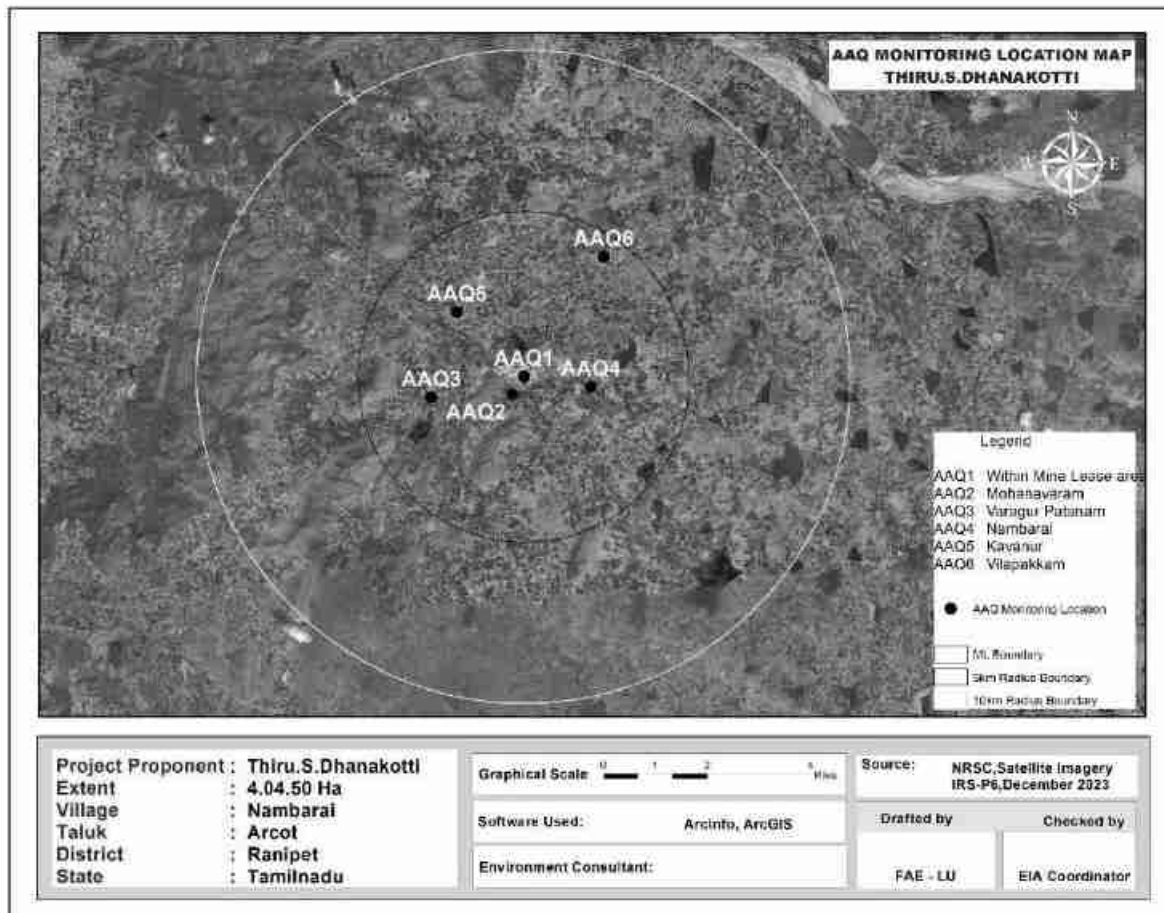 AAQ MONITORING LOCATION MAP
THIRU.S.DHANAKOTTI
N
E
S
AAQ6
AAQ5
AAQ1
AAQ4
AAQ3
AAQ2
Legend
AAQ1 Within Mine Lease area
AAQ2 Mohanavaram
AAQ3 Varagur Patanam
AAQ4 Nambarai
AAQ5 Kavanur
AAQ6 Vilapakkam
AAQ Monitoring Location
ML Boundary
5km Radius Boundary
10km Radius Boundary
Project Proponent : Thiru.S.Dhanakotti
Extent : 4.04.50 Ha
Village : Nambarai
Taluk : Arcot
District : Ranipet
State : Tamilnadu
Graphical Scale 0 1 2
Software Used: Arcinfo, ArcGIS
Environment Consultant:
Source: NRSC,Satellite Imagery
IRS-P6,December 2023
Drafted by Checked by
FAE - LU EIA Coordinator